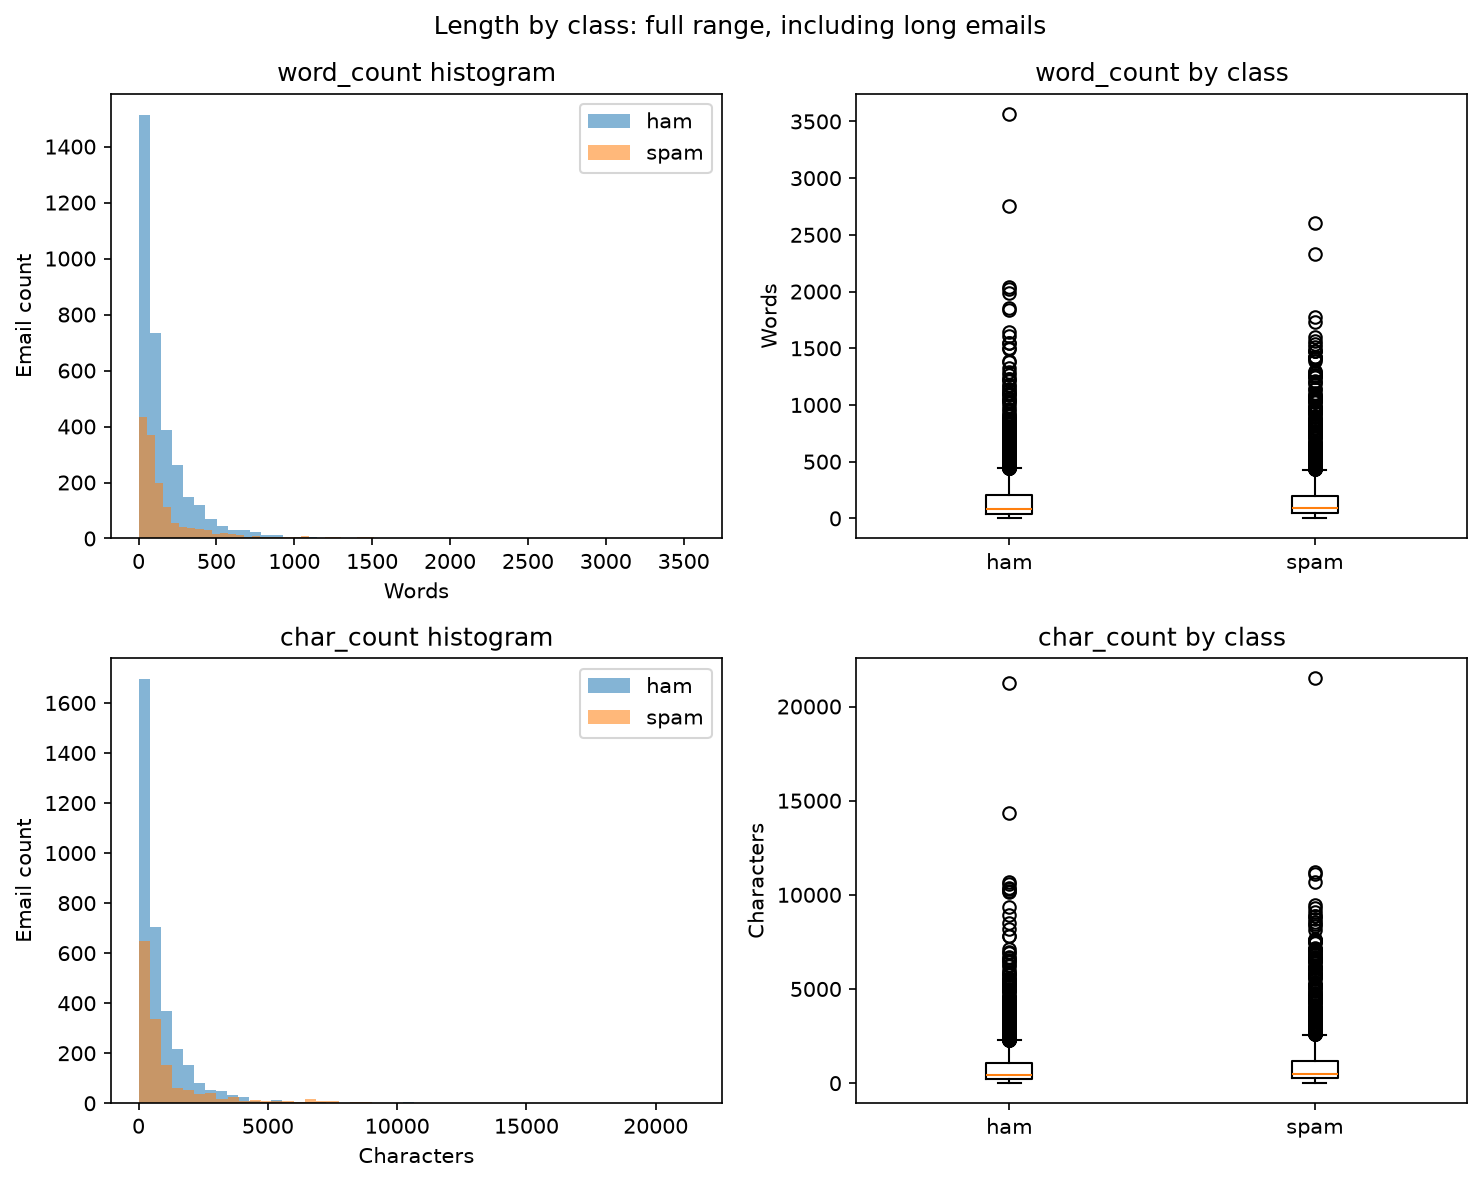 Length by class: full range, including long emails
word_count histogram
1400
1200
1000
800
600
400
200
0
Email count
ham
spam
0 500 1000 1500 2000 2500 3000 3500
Words
word_count by class
3500
3000
2500
2000
1500
1000
500
0
Words
ham spam
char_count histogram
1600
1400
1200
1000
800
600
400
200
0
Email count
ham
spam
0 5000 10000 15000 20000
Characters
char_count by class
20000
15000
10000
5000
0
Characters
ham spam